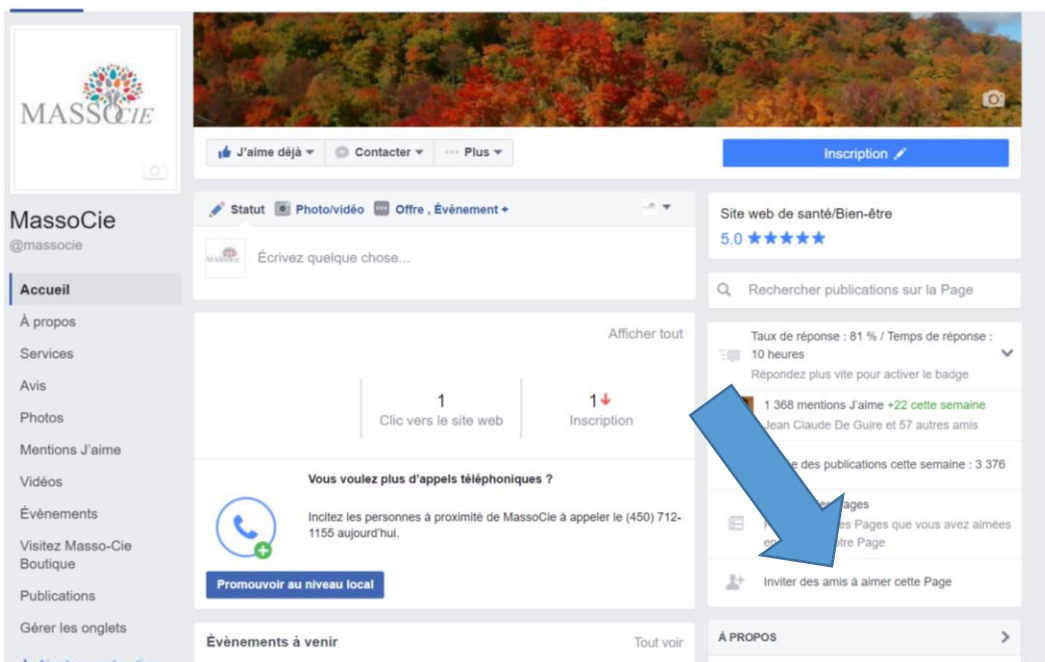 MASSOCIE
MassoCie
@massocie
Accueil
À propos
Services
Avis
Photos
Mentions J'aime
Vidéos
Évènements
Visitez Masso-Cie
Boutique
Publications
Gérer les onglets
J'aime déjà
Contacter
Plus
Inscription
Statut Photo/vidéo Offre , Évènement +
MASSOCIE
Écrivez quelque chose...
Afficher tout
1
Clic vers le site web
1
Inscription
Vous voulez plus d'appels téléphoniques ?
Incitez les personnes à proximité de MassoCie à appeler le (450) 712-
1155 aujourd'hui.
Promouvoir au niveau local
Évènements à venir
Tout voir
Site web de santé/Bien-être
5.0 ★★★★★
Rechercher publications sur la Page
Taux de réponse : 81 % / Temps de réponse :
10 heures
Répondez plus vite pour activer le badge
1 368 mentions J'aime +22 cette semaine
Jean Claude De Guire et 57 autres amis
des publications cette semaine : 3 376
Pages que vous avez aimées
Page
Inviter des amis à aimer cette Page
À PROPOS